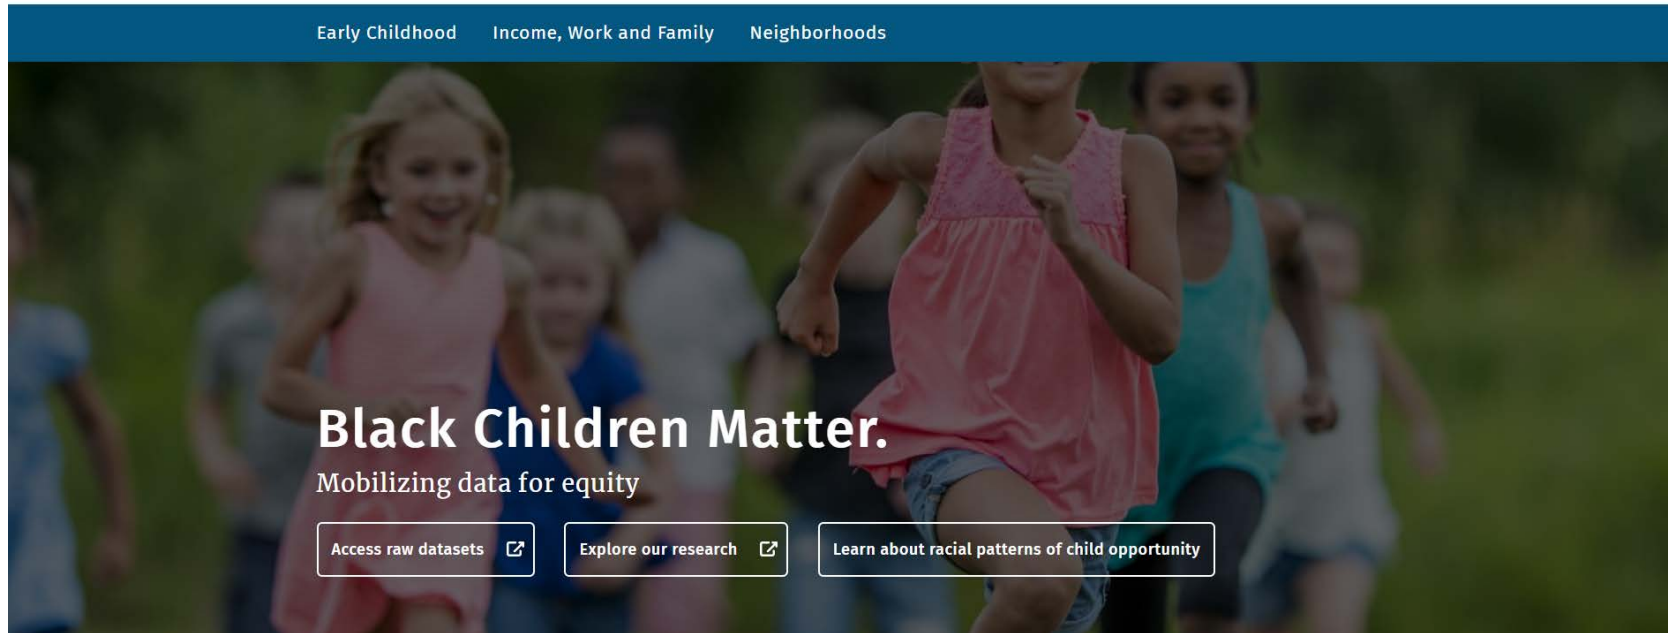 Early Childhood Income, Work and Family Neighborhoods
Black Children Matter.
Mobilizing data for equity
Access raw datasets Explore our research Learn about racial patterns of child opportunity